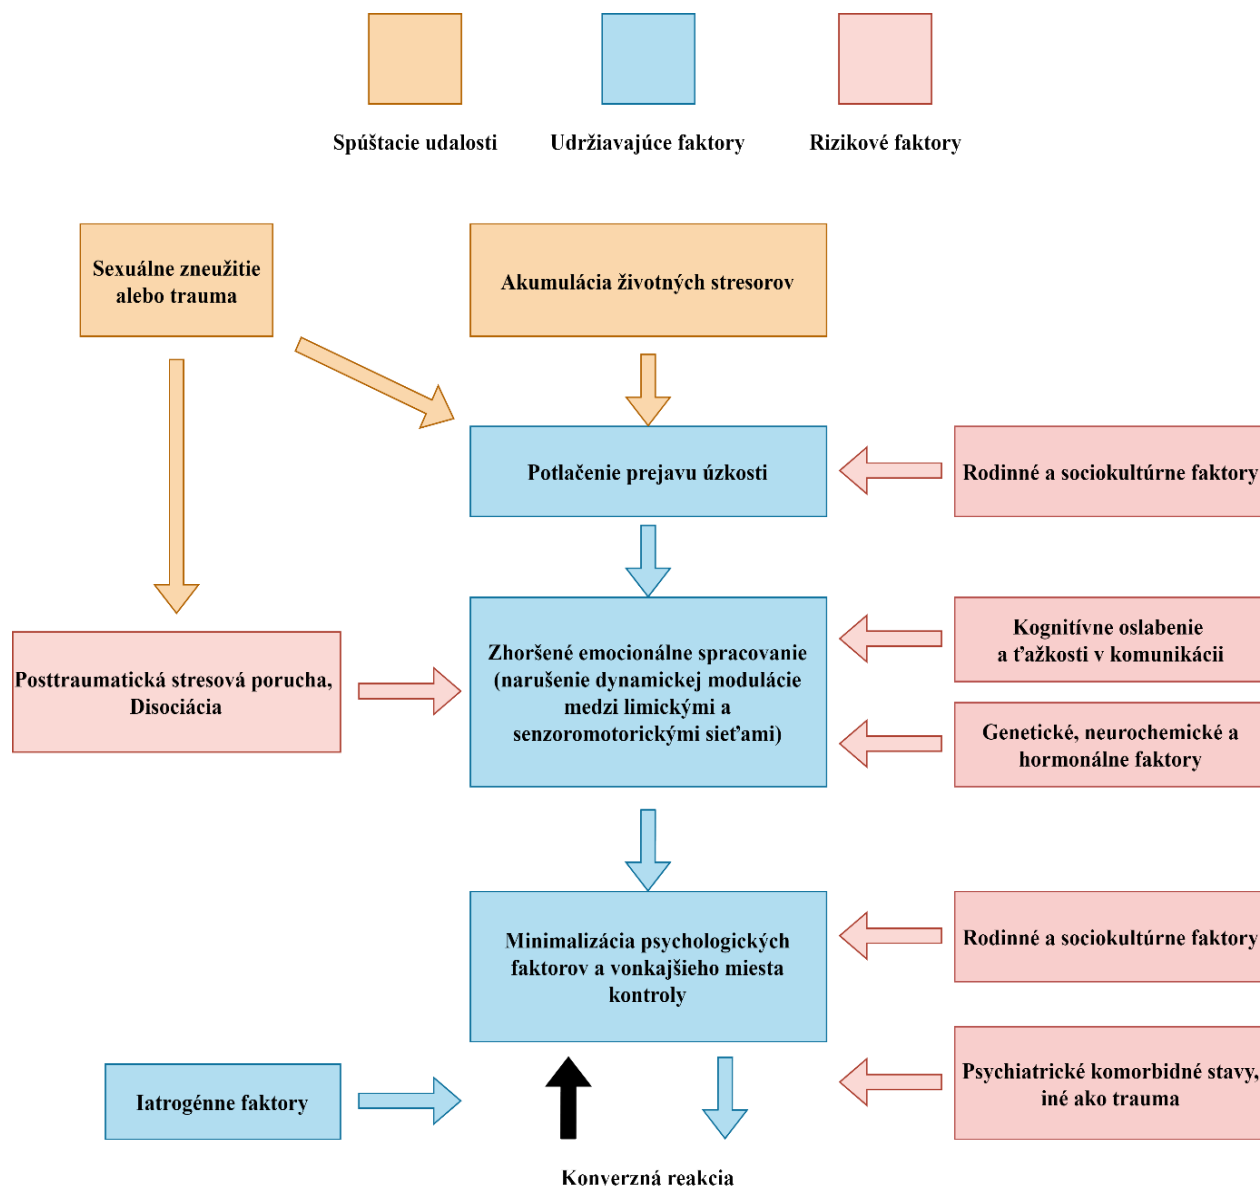 Spúštacie udalosti
Udržiavajúce faktory
Rizikové faktory
Sexuálne zneužitie
alebo trauma
Akumulácia životných stresorov
Potlačenie prejavu úzkosti
Rodinné a sociokultúrne faktory
Posttraumatická stresová porucha,
Disociácia
Zhoršené emocionálne spracovanie
(narušenie dynamickej modulácie
medzi limickými a
senzoromotorickými sieťami)
Kognitívne oslabenie
a ťažkosti v komunikácii
Genetické, neurochemické a
hormonálne faktory
Minimalizácia psychologických
faktorov a vonkajšieho miesta
kontroly
Rodinné a sociokultúrne faktory
Iatrogénne faktory
Psychiatrické komorbidné stavy,
iné ako trauma
Konverzná reakcia